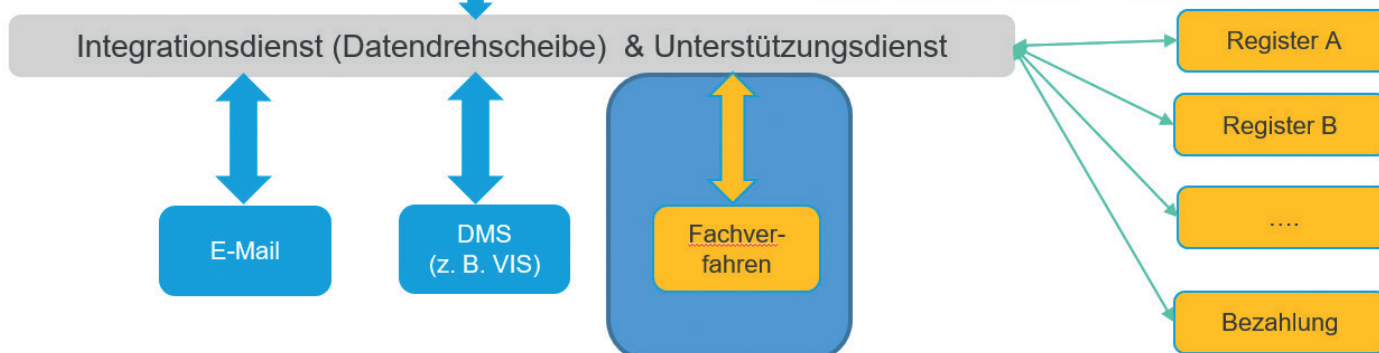 Integrationsdienst (Datendrehscheibe) & Unterstützungsdienst
Register A
Register B
....
Bezahlung
E-Mail
DMS
(z. B. VIS)
Fachver-
fahren